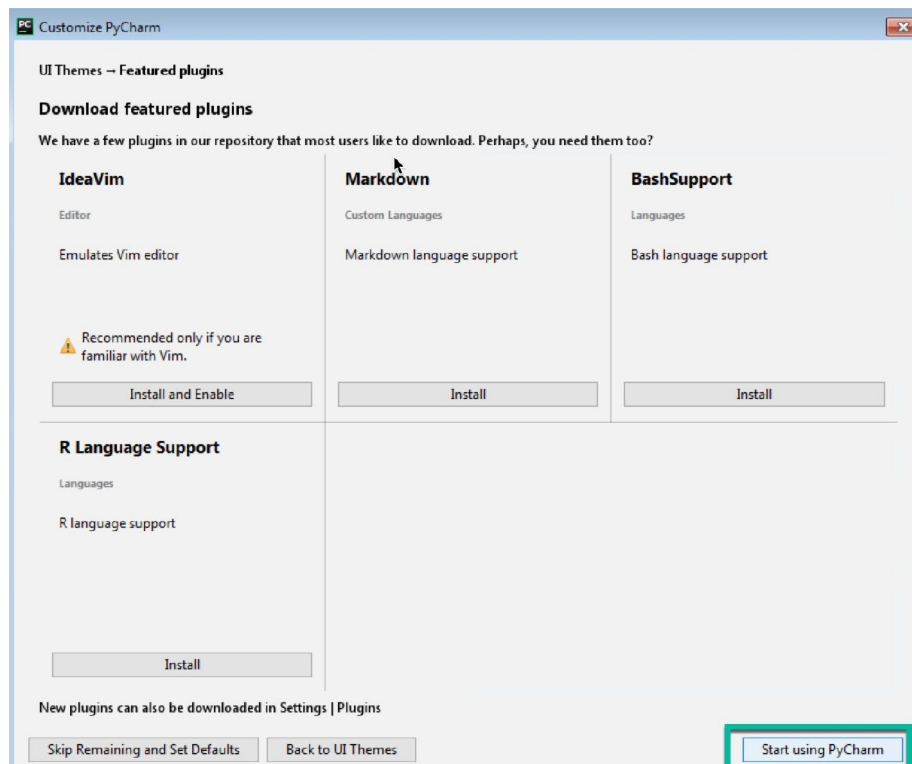 PC Customize PyCharm
UI Themes → Featured plugins
Download featured plugins
We have a few plugins in our repository that most users like to download. Perhaps, you need them too?
IdeaVim
Editor
Emulates Vim editor
Recommended only if you are
familiar with Vim.
Install and Enable
Markdown
Custom Languages
Markdown language support
Install
BashSupport
Languages
Bash language support
Install
R Language Support
Languages
R language support
Install
New plugins can also be downloaded in Settings | Plugins
Skip Remaining and Set Defaults
Back to UI Themes
Start using PyCharm